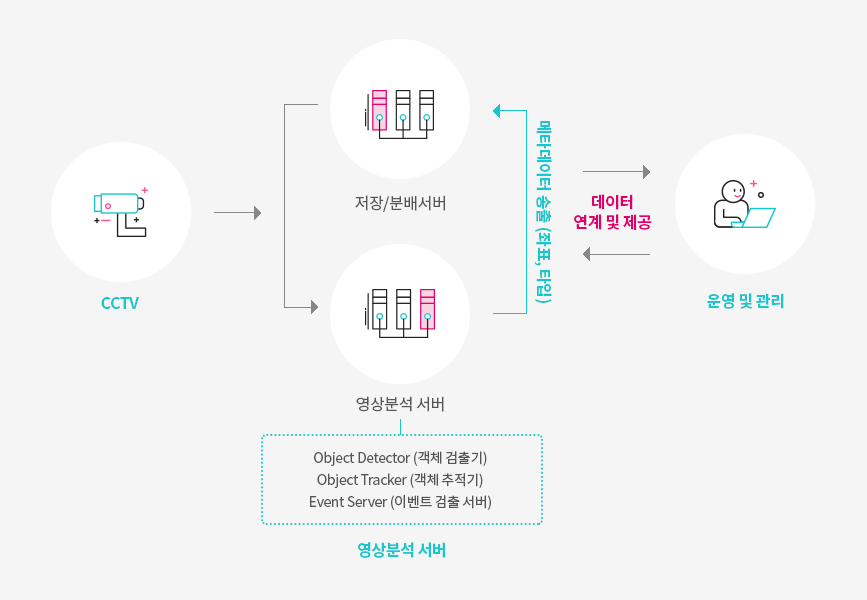 CCTV
저장/분배서버
영상분석 서버
메타데이터 송출 (좌표, 타입)
데이터
연계 및 제공
운영 및 관리
Object Detector (객체 검출기)
Object Tracker (객체 추적기)
Event Server (이벤트 검출 서버)
영상분석 서버